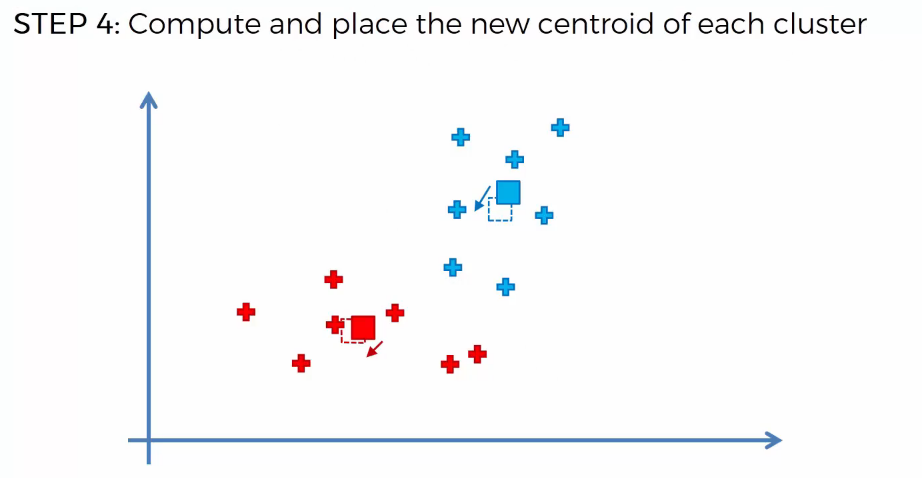 STEP 4: Compute and place the new centroid of each cluster